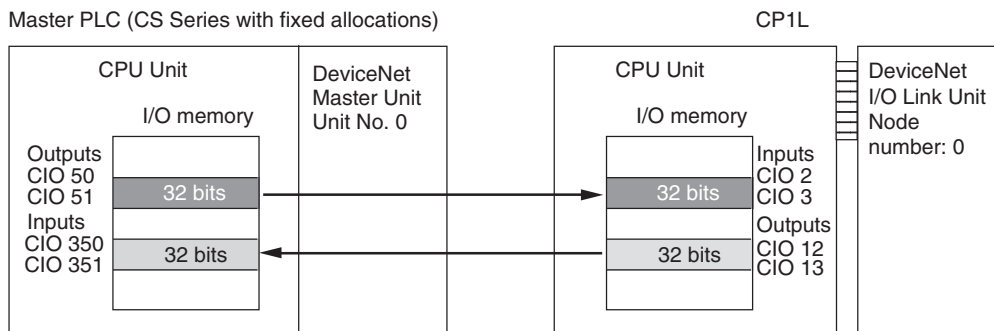 Master PLC (CS Series with fixed allocations)
CP1L
CPU Unit
DeviceNet
Master Unit
Unit No. 0
I/O memory
Outputs
CIO 50
CIO 51
32 bits
Inputs
CIO 350
CIO 351
32 bits
CPU Unit
I/O memory
32 bits
Inputs
CIO 2
CIO 3
32 bits
Outputs
CIO 12
CIO 13
DeviceNet
I/O Link Unit
Node
number: 0